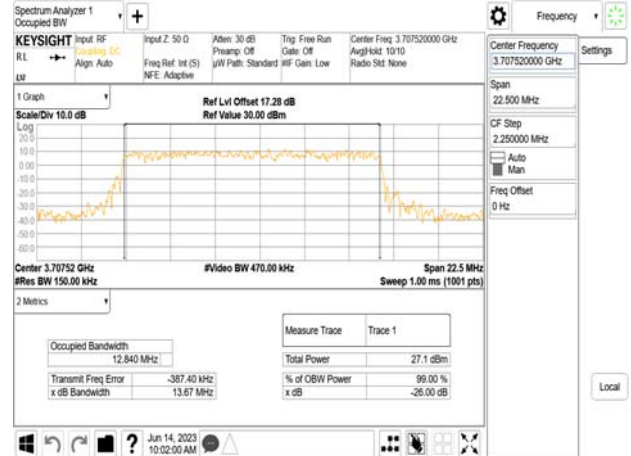 Spectrum Analyzer 1
Occupied BW
Frequency
KEYSIGHT
Input: RF
Coupling: DC
Align: Auto
RL
LV
Input Z: 50 Ω
Freq Ref: Int (S)
NFE: Adaptive
Atten: 30 dB
Preamp: Off
µW Path: Standard
Trig: Free Run
Gate: Off
#IF Gain: Low
Center Freq: 3.707520000 GHz
Avg|Hold: 10/10
Radio Std: None
Center Frequency
3.707520000 GHz
Settings
Span
22.500 MHz
CF Step
2.250000 MHz
Auto
Man
Freq Offset
0 Hz
1 Graph
Scale/Div 10.0 dB
Ref Lvl Offset 17.28 dB
Ref Value 30.00 dBm
Log
20.0
10.0
0.00
-10.0
-20.0
-30.0
-40.0
-50.0
-60.0
Center 3.70752 GHz
#Res BW 150.00 kHz
#Video BW 470.00 kHz
Span 22.5 MHz
Sweep 1.00 ms (1001 pts)
2 Metrics
Measure Trace Trace 1
Occupied Bandwidth
12.840 MHz
Total Power 27.1 dBm
Transmit Freq Error -387.40 kHz
% of OBW Power 99.00 %
x dB Bandwidth 13.67 MHz
x dB -26.00 dB
Local
?
Jun 14, 2023
10:02:00 AM